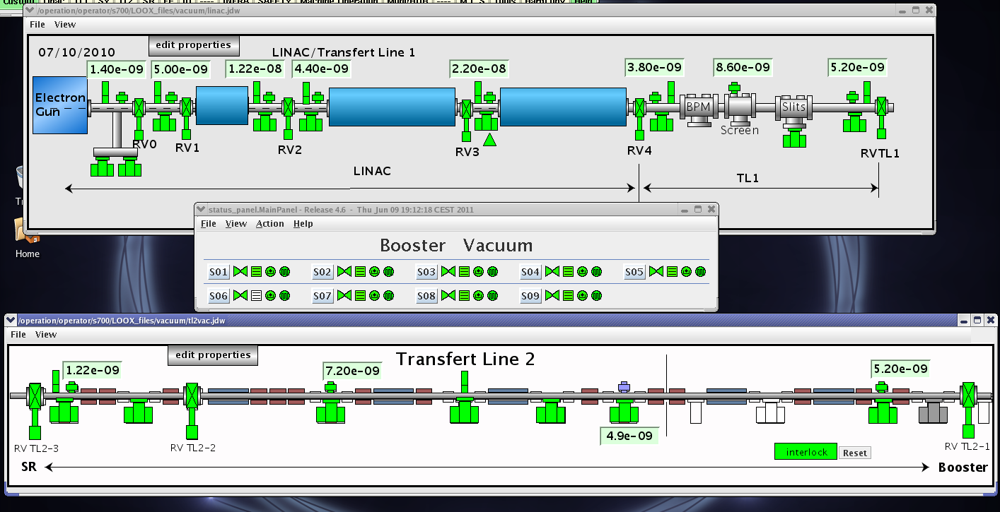 /operation/operator/s700/LOOX_files/vacuum/linac.jdw
File View
07/10/2010
edit properties
LINAC/Transfert Line 1
1.40e-09 5.00e-09 1.22e-08 4.40e-09 2.20e-08 3.80e-09 8.60e-09 5.20e-09
Electron
Gun
BPM Slits
Screen
RV0 RV1 RV2 RV3 RV4 RVTL1
LINAC
TL1
status_panel.MainPanel - Release 4.6 - Thu Jun 09 19:12:18 CEST 2011
File View Action Help
Booster Vacuum
S01 S02 S03 S04 S05
S06 S07 S08 S09
Home
/operation/operator/s700/LOOX_files/vacuum/tl2vac.jdw
File View
edit properties
Transfert Line 2
1.22e-09 7.20e-09 5.20e-09
4.9e-09
RV TL2-3 RV TL2-2 RV TL2-1
interlock Reset
SR Booster